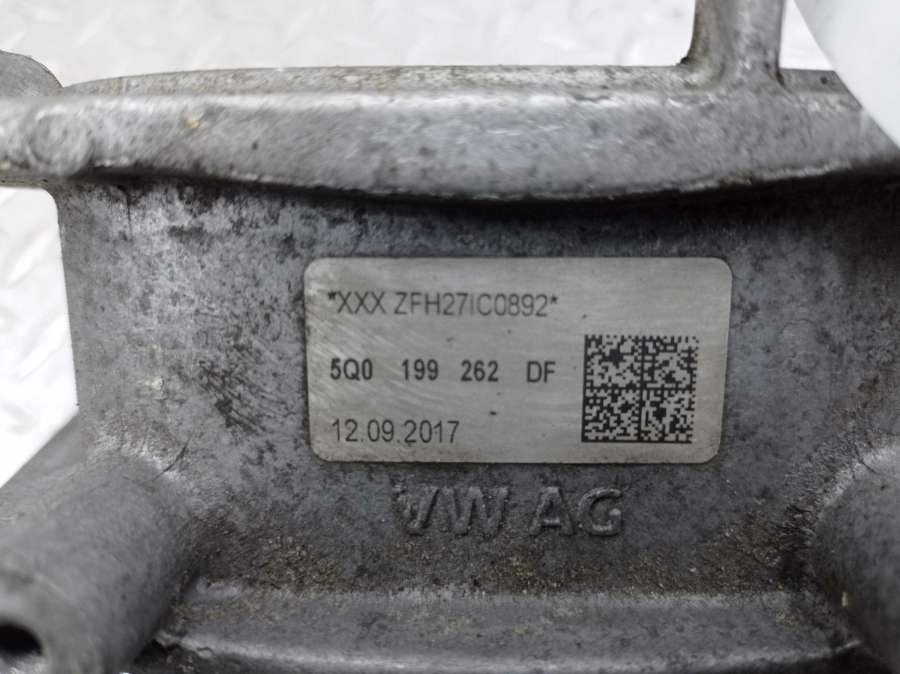 *XXX ZFH27IC0892*
5Q0 199 262 DF
12.09.2017
VW AG